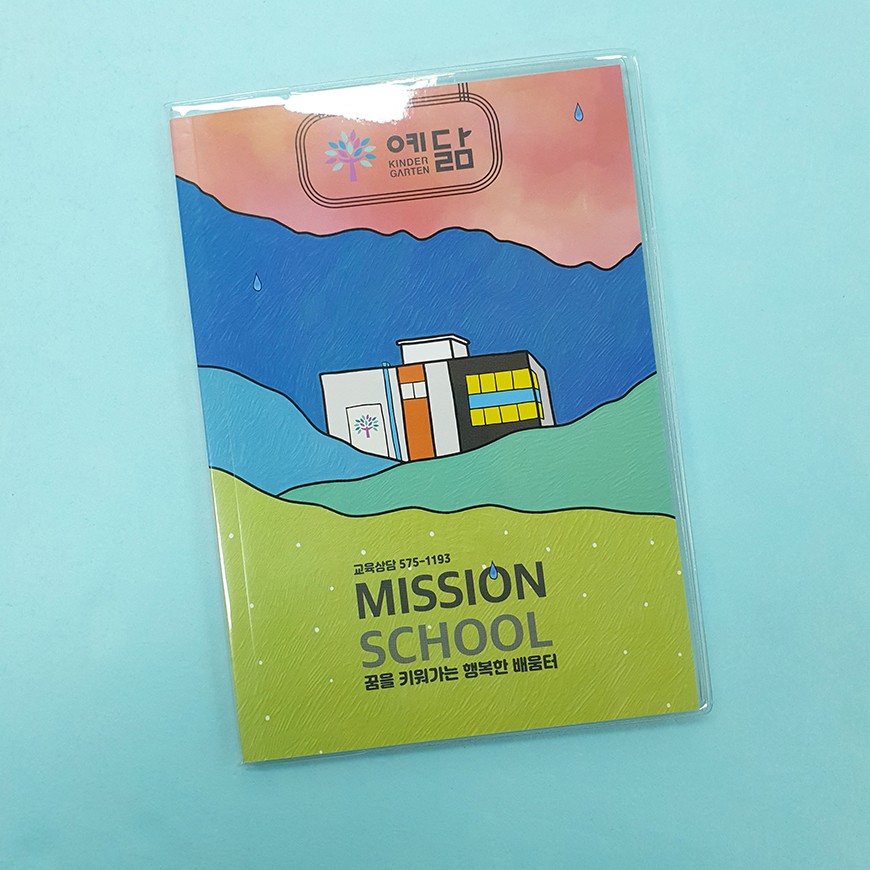 예닮
KINDER
GARTEN
교육상담 575-1193
MISSION
SCHOOL
꿈을 키워가는 행복한 배움터